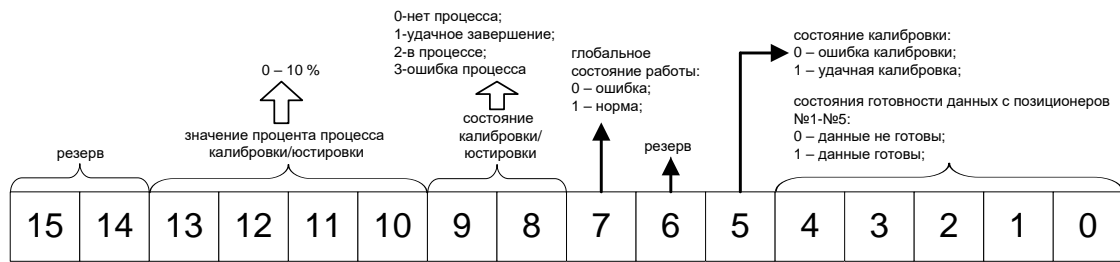 0-нет процесса;
1-удачное завершение;
2-в процессе;
3-ошибка процесса
0 – 10 %
глобальное
состояние работы:
0 – ошибка;
1 – норма;
состояние калибровки:
0 – ошибка калибровки;
1 – удачная калибровка;
состояния готовности данных с позиционеров
№1-№5:
0 – данные не готовы;
1 – данные готовы;
резерв
значение процента процесса
калибровки/юстировки
состояние
калибровки/
юстировки
резерв
15 14 13 12 11 10 9 8 7 6 5 4 3 2 1 0